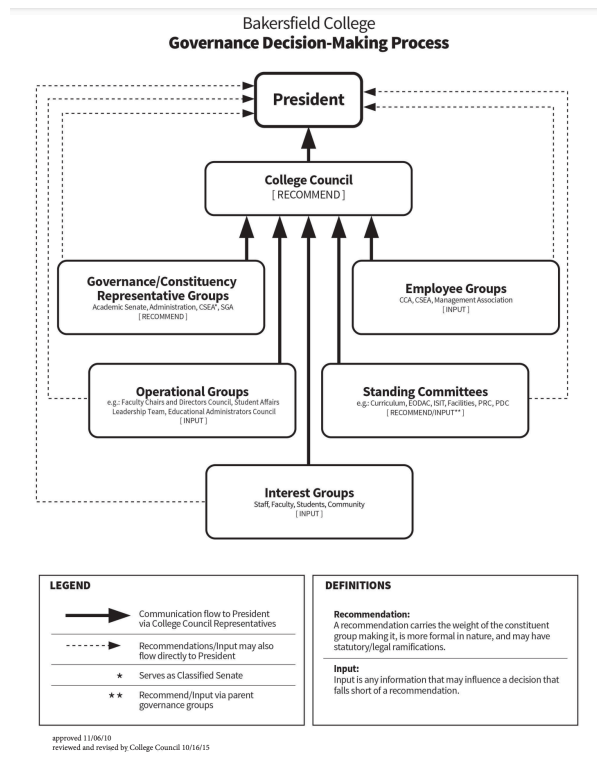 Bakersfield College
Governance Decision-Making Process
President
College Council
[ RECOMMEND ]
Governance/Constituency
Representative Groups
Academic Senate, Administration, CSEA*, SGA
[ RECOMMEND ]
Employee Groups
CCA, CSEA, Management Association
[ INPUT ]
Operational Groups
e.g.: Faculty Chairs and Directors Council, Student Affairs
Leadership Team, Educational Administrators Council
[ INPUT ]
Standing Committees
e.g.: Curriculum, EODAC, ISIT, Facilities, PRC, PDC
[ RECOMMEND/INPUT** ]
Interest Groups
Staff, Faculty, Students, Community
[ INPUT ]
LEGEND
Communication flow to President
via College Council Representatives
Recommendations/Input may also
flow directly to President
* Serves as Classified Senate
** Recommend/Input via parent
governance groups
DEFINITIONS
Recommendation:
A recommendation carries the weight of the constituent
group making it, is more formal in nature, and may have
statutory/legal ramifications.
Input:
Input is any information that may influence a decision that
falls short of a recommendation.
approved 11/06/10
reviewed and revised by College Council 10/16/15